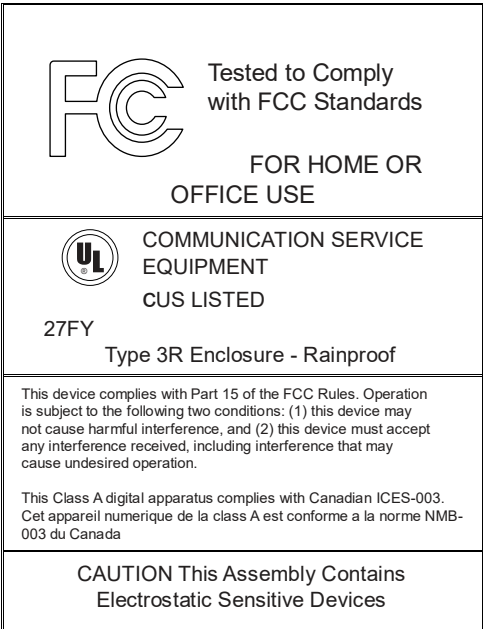 FC
Tested to Comply
with FCC Standards
FOR HOME OR
OFFICE USE
UL
®
COMMUNICATION SERVICE
EQUIPMENT
CUS LISTED
27FY
Type 3R Enclosure - Rainproof
This device complies with Part 15 of the FCC Rules. Operation
is subject to the following two conditions: (1) this device may
not cause harmful interference, and (2) this device must accept
any interference received, including interference that may
cause undesired operation.
This Class A digital apparatus complies with Canadian ICES-003.
Cet appareil numerique de la class A est conforme a la norme NMB-
003 du Canada
CAUTION This Assembly Contains
Electrostatic Sensitive Devices